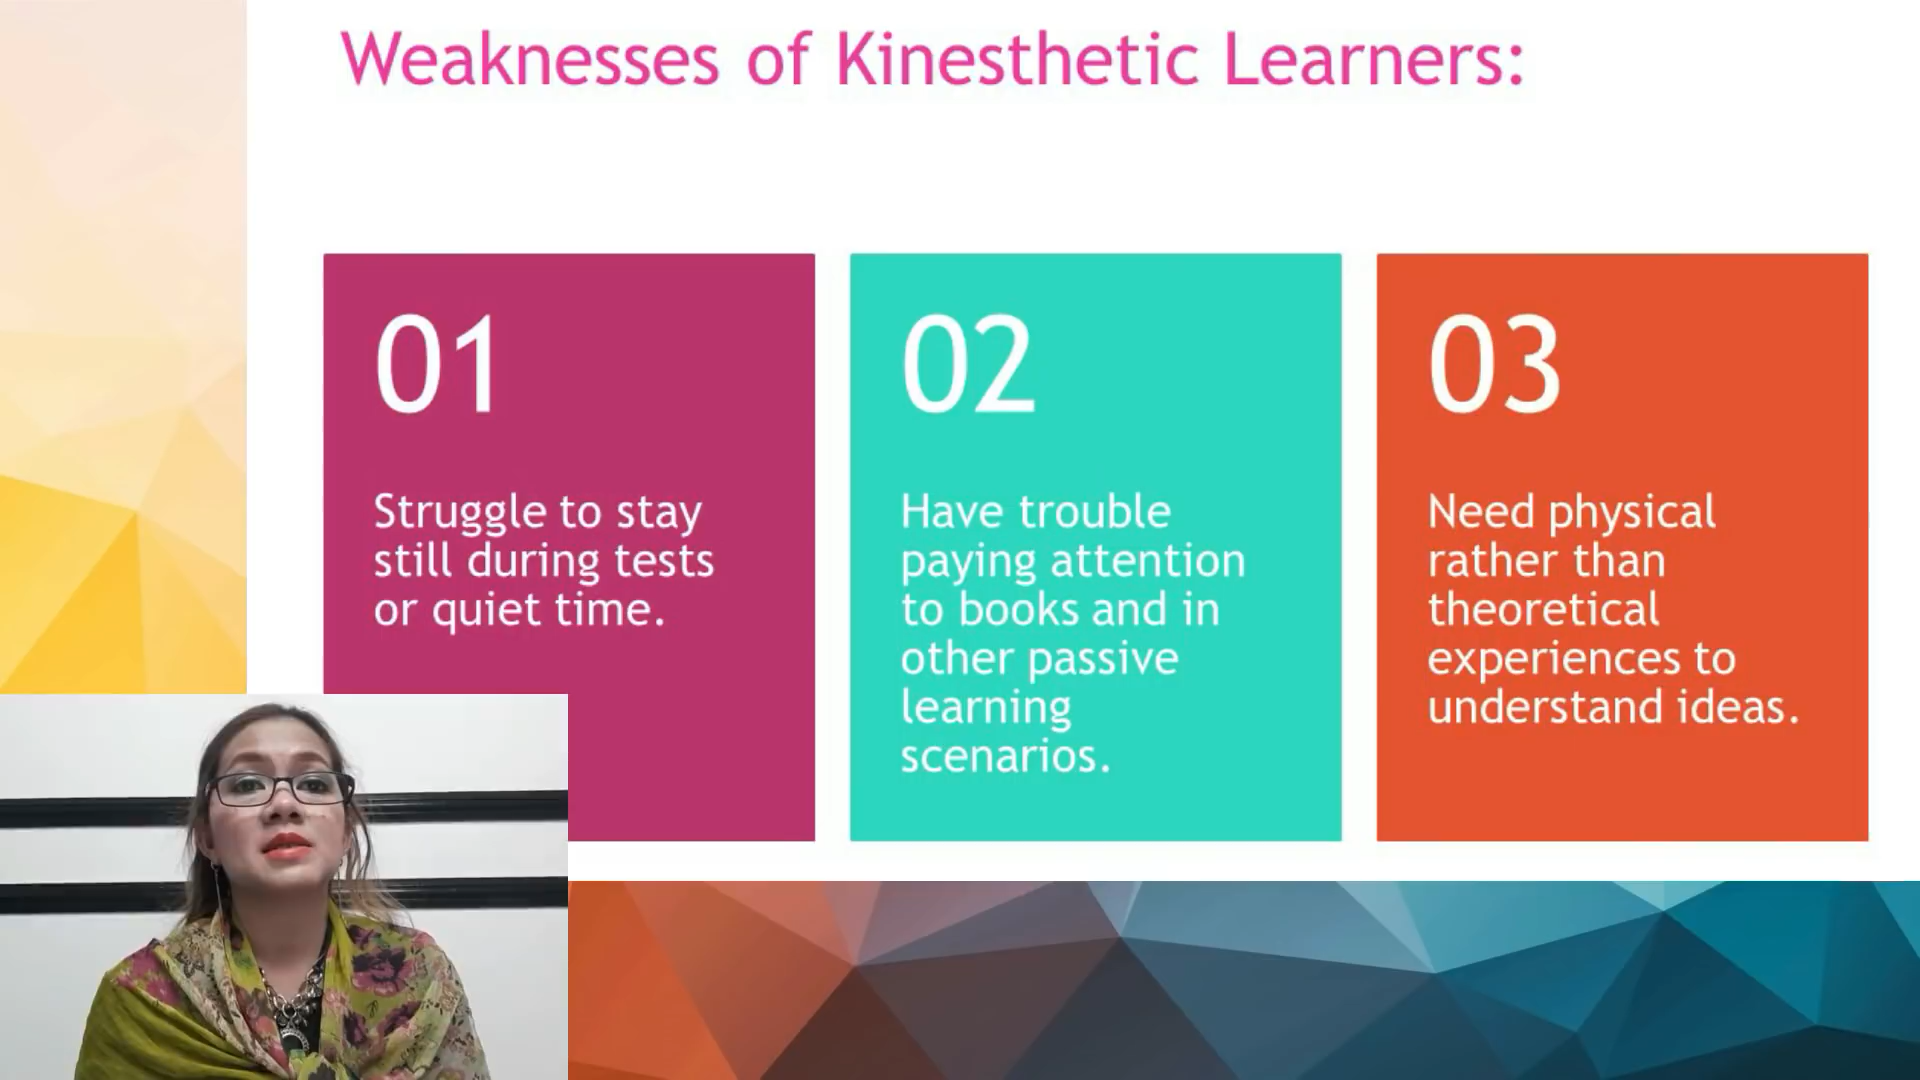 Weaknesses of Kinesthetic Learners:
01
Struggle to stay
still during tests
or quiet time.
02
Have trouble
paying attention
to books and in
other passive
learning
scenarios.
03
Need physical
rather than
theoretical
experiences to
understand ideas.